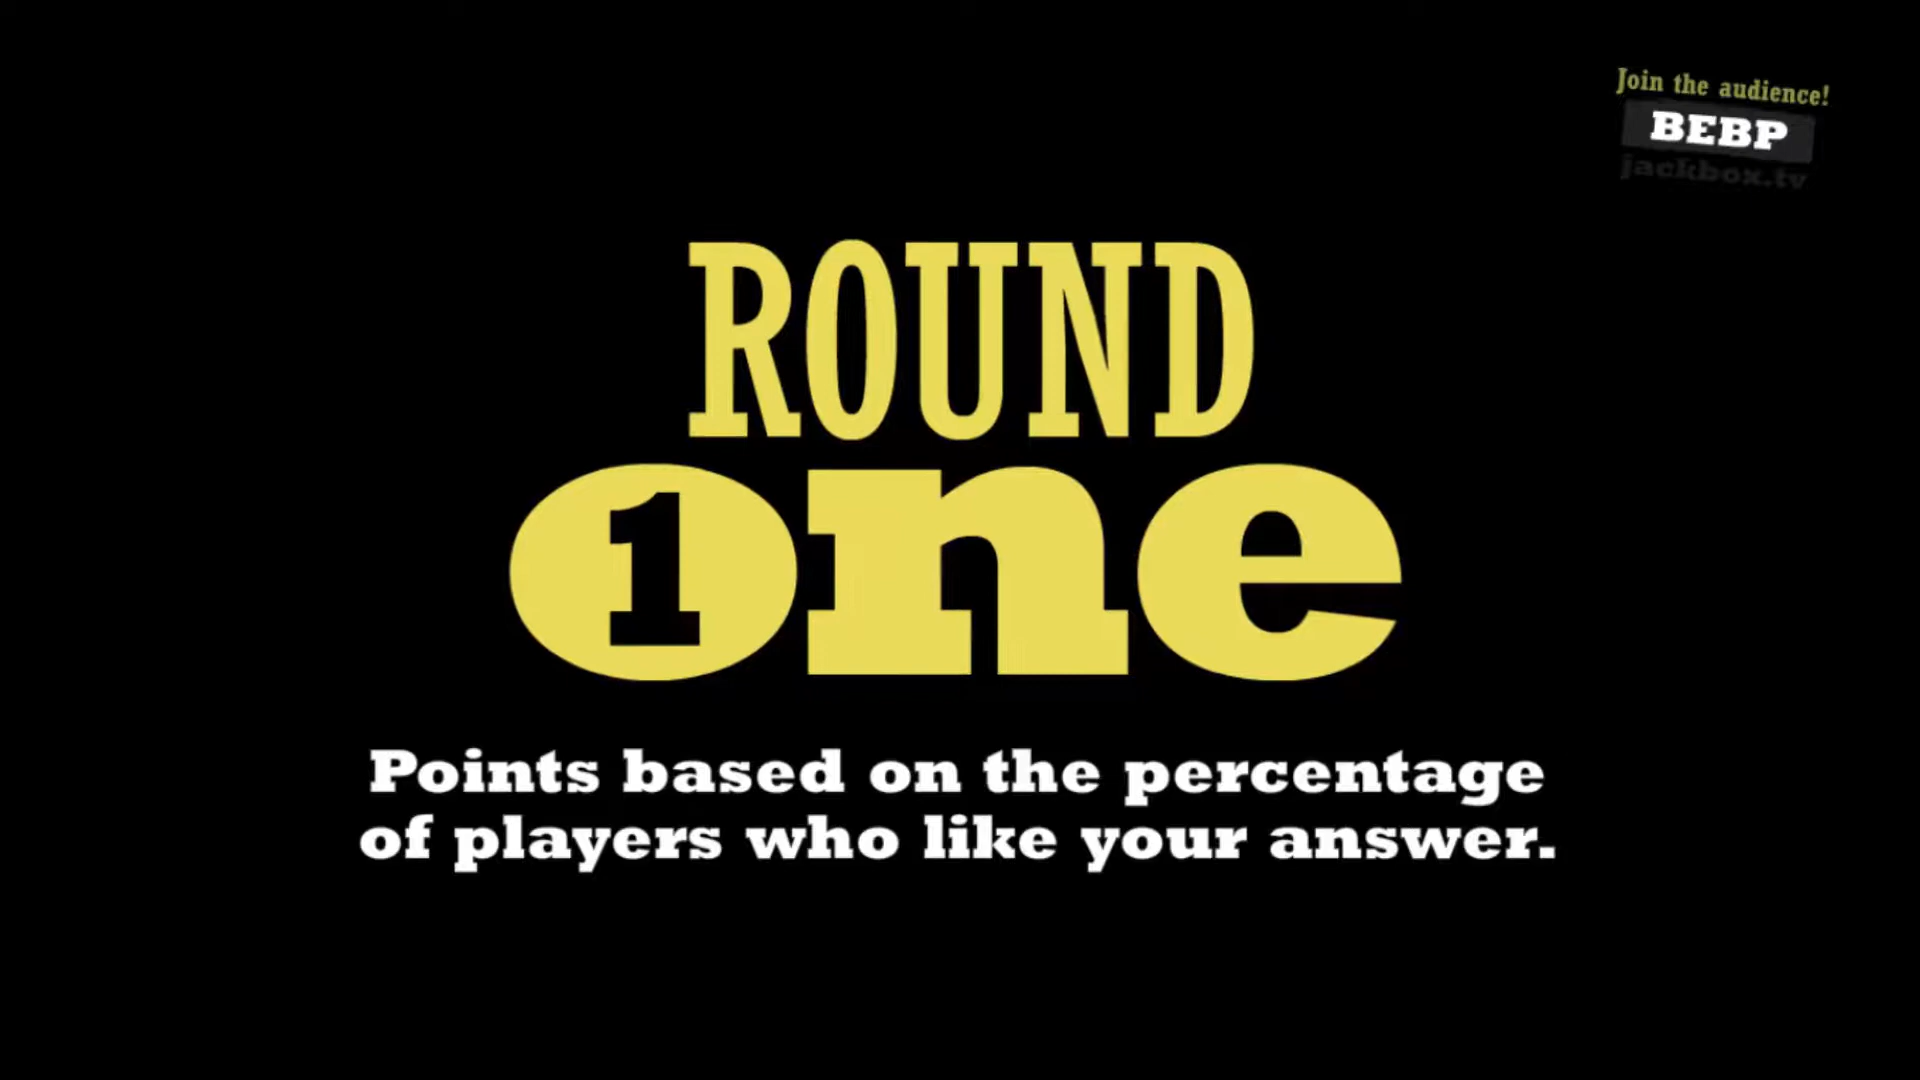 Join the audience!
BEBP
jackbox.tv
ROUND
One
1
Points based on the percentage
of players who like your answer.